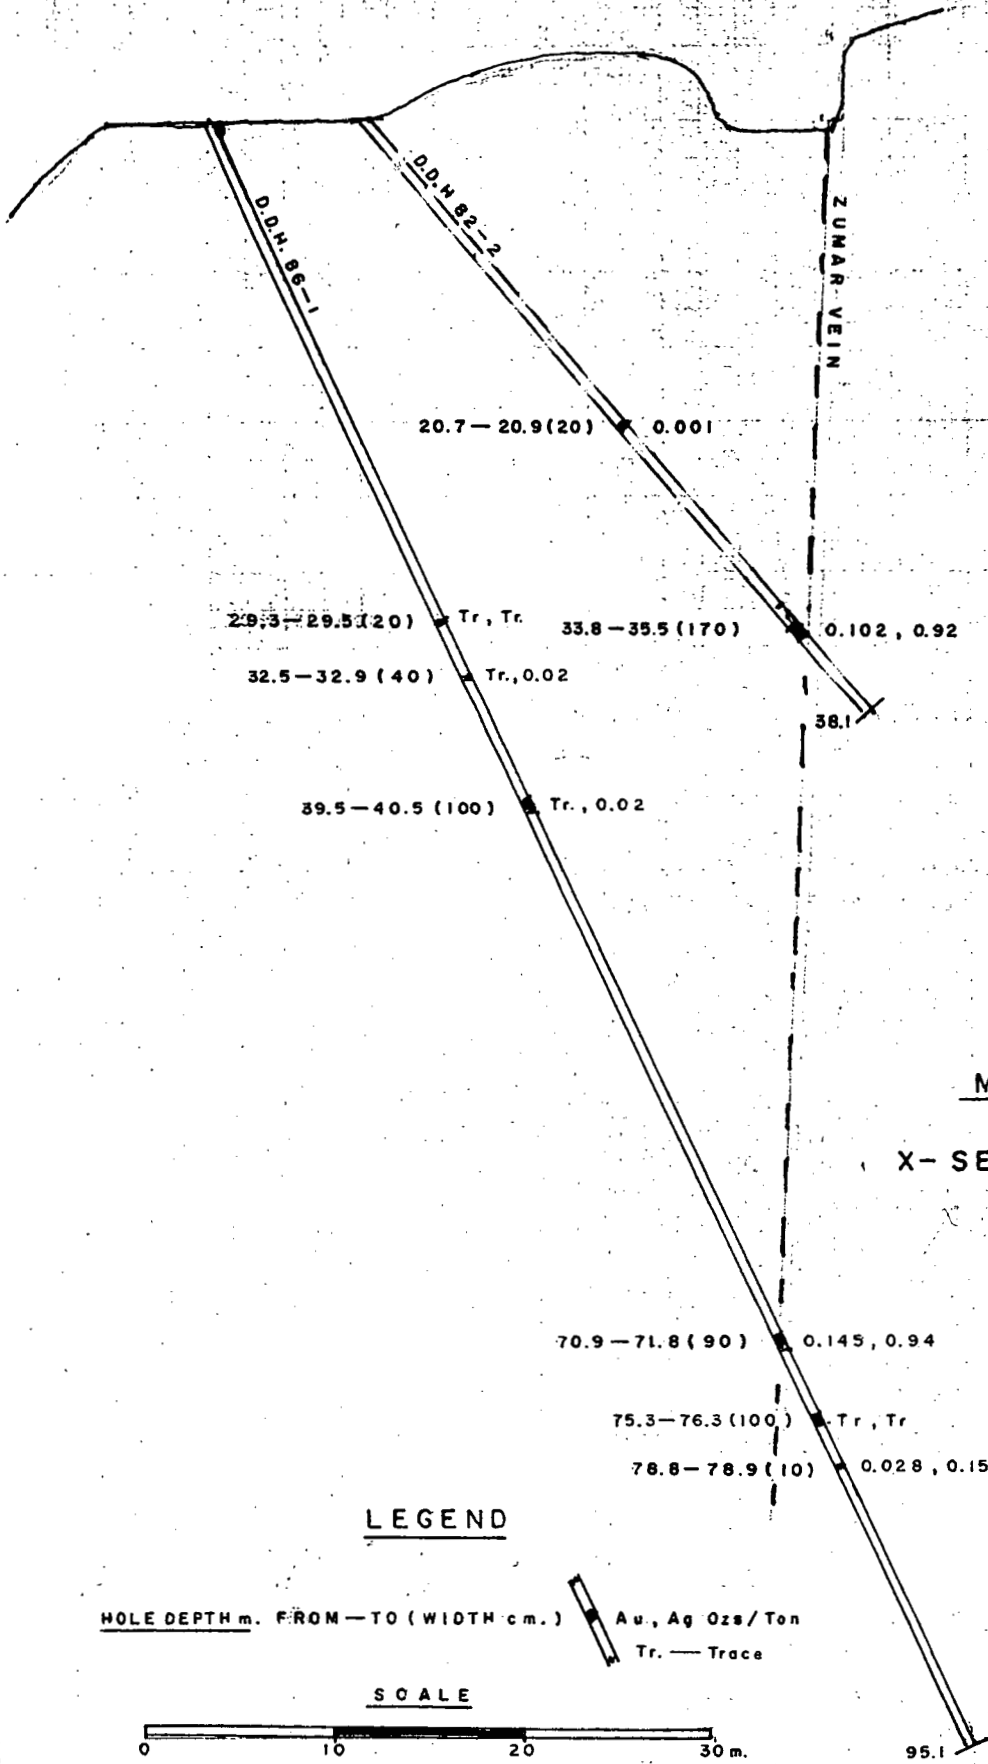 D.D.H. 86-1
D.D.H 82-2
ZUMAR VEIN
20.7-20.9(20) 0.001
29.3-29.5(20) Tr, Tr.
33.8-35.5(170) 0.102, 0.92
32.5-32.9(40) Tr., 0.02
38.1
39.5-40.5(100) Tr., 0.02
M
X-SE
70.9-71.8(90) 0.145, 0.94
75.3-76.3(100) Tr, Tr
78.8-78.9(10) 0.028, 0.15
LEGEND
HOLE DEPTH m. FROM-TO (WIDTH cm.) Au, Ag Ozs/Ton
Tr. — Trace
SCALE
0 10 20 30 m.
95.1